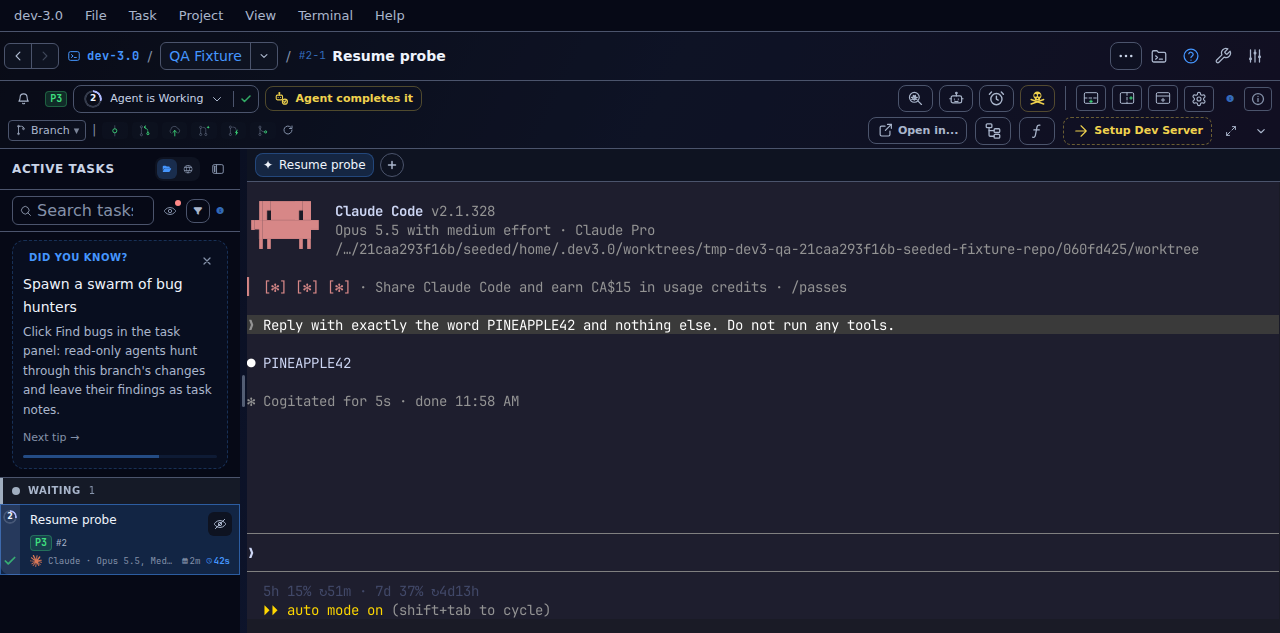 dev-3.0 File Task Project View Terminal Help
dev-3.0 / QA Fixture / #2-1 Resume probe
P3 2 Agent is Working Agent completes it
Branch ▾ | Open in... Setup Dev Server
ACTIVE TASKS
Search tasks
DID YOU KNOW?
Spawn a swarm of bug
hunters
Click Find bugs in the task
panel: read-only agents hunt
through this branch's changes
and leave their findings as task
notes.
Next tip →
WAITING 1
2 Resume probe
P3 #2
Claude · Opus 5.5, Med… 2m 42s
✦ Resume probe +
Claude Code v2.1.328
Opus 5.5 with medium effort · Claude Pro
/…/21caa293f16b/seeded/home/.dev3.0/worktrees/tmp-dev3-qa-21caa293f16b-seeded-fixture-repo/060fd425/worktree
[✻] [✻] [✻] · Share Claude Code and earn CA$15 in usage credits · /passes
❯ Reply with exactly the word PINEAPPLE42 and nothing else. Do not run any tools.
● PINEAPPLE42
✻ Cogitated for 5s · done 11:58 AM
❯
5h 15% ↻51m · 7d 37% ↻4d13h
⏵⏵ auto mode on (shift+tab to cycle)